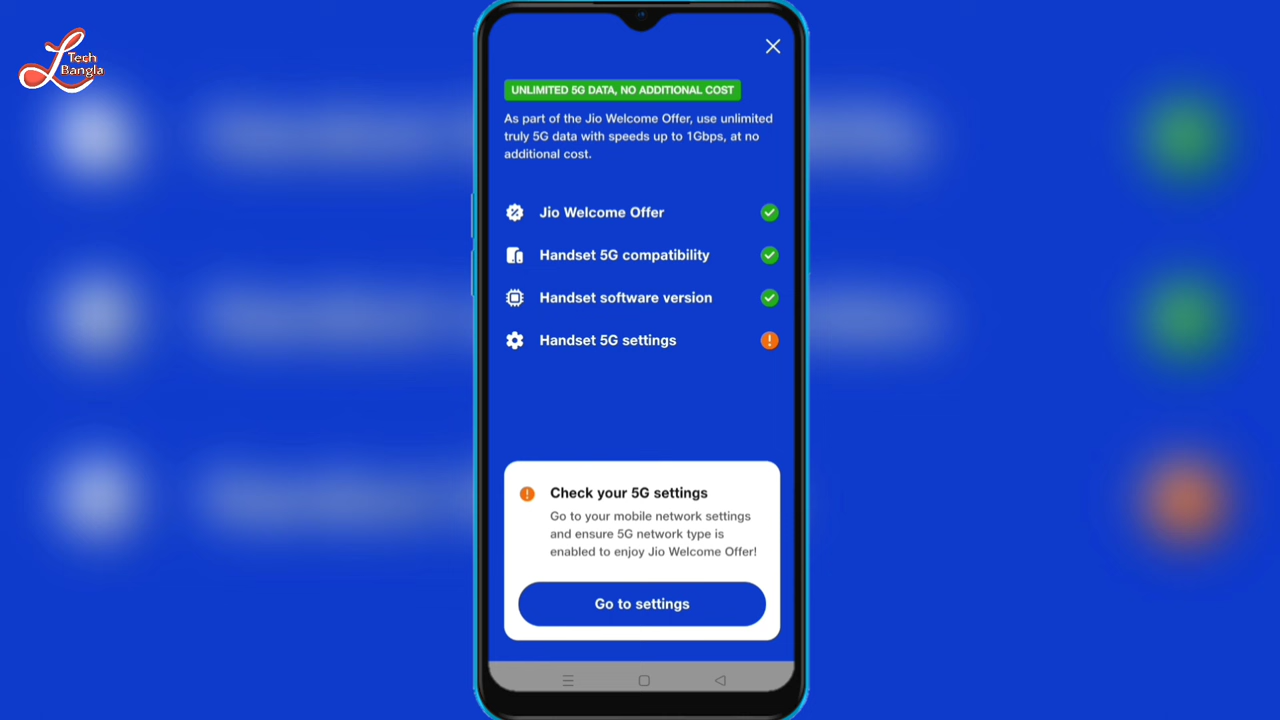 Tech
Bangla
UNLIMITED 5G DATA, NO ADDITIONAL COST
As part of the Jio Welcome Offer, use unlimited
truly 5G data with speeds up to 1Gbps, at no
additional cost.
Jio Welcome Offer
Handset 5G compatibility
Handset software version
Handset 5G settings
Check your 5G settings
Go to your mobile network settings
and ensure 5G network type is
enabled to enjoy Jio Welcome Offer!
Go to settings